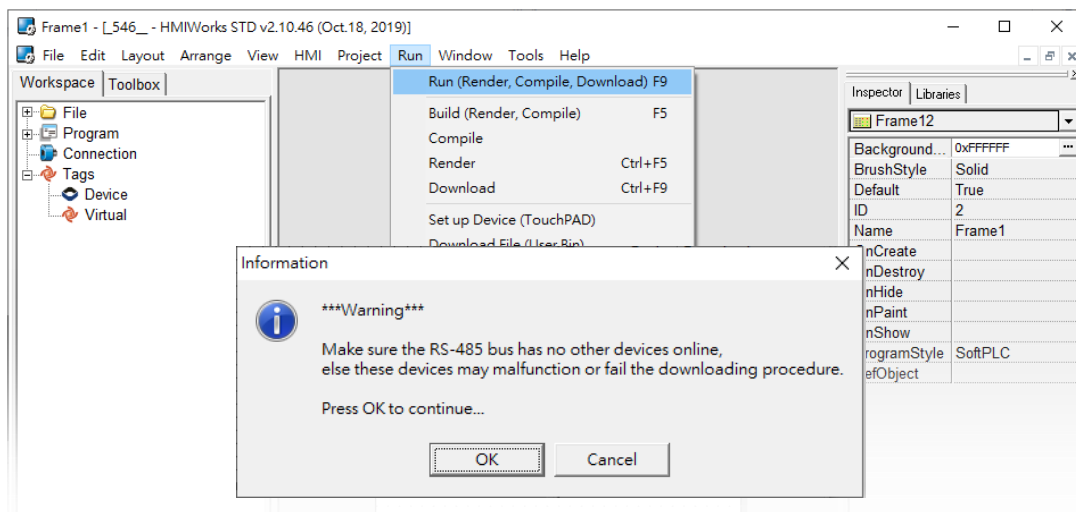 Frame1 - [_546__ - HMIWorks STD v2.10.46 (Oct.18, 2019)]
File Edit Layout Arrange View HMI Project Run Window Tools Help
Workspace Toolbox
File
Program
Connection
Tags
Device
Virtual
Run (Render, Compile, Download) F9
Build (Render, Compile) F5
Compile
Render Ctrl+F5
Download Ctrl+F9
Set up Device (TouchPAD)
Download File (User Bin)
Inspector Libraries
Frame12
Background... 0xFFFFFF ...
BrushStyle Solid
Default True
ID 2
Name Frame1
nCreate
nDestroy
nHide
nPaint
nShow
rogramStyle SoftPLC
efObject
Information
***Warning***
Make sure the RS-485 bus has no other devices online,
else these devices may malfunction or fail the downloading procedure.
Press OK to continue...
OK Cancel